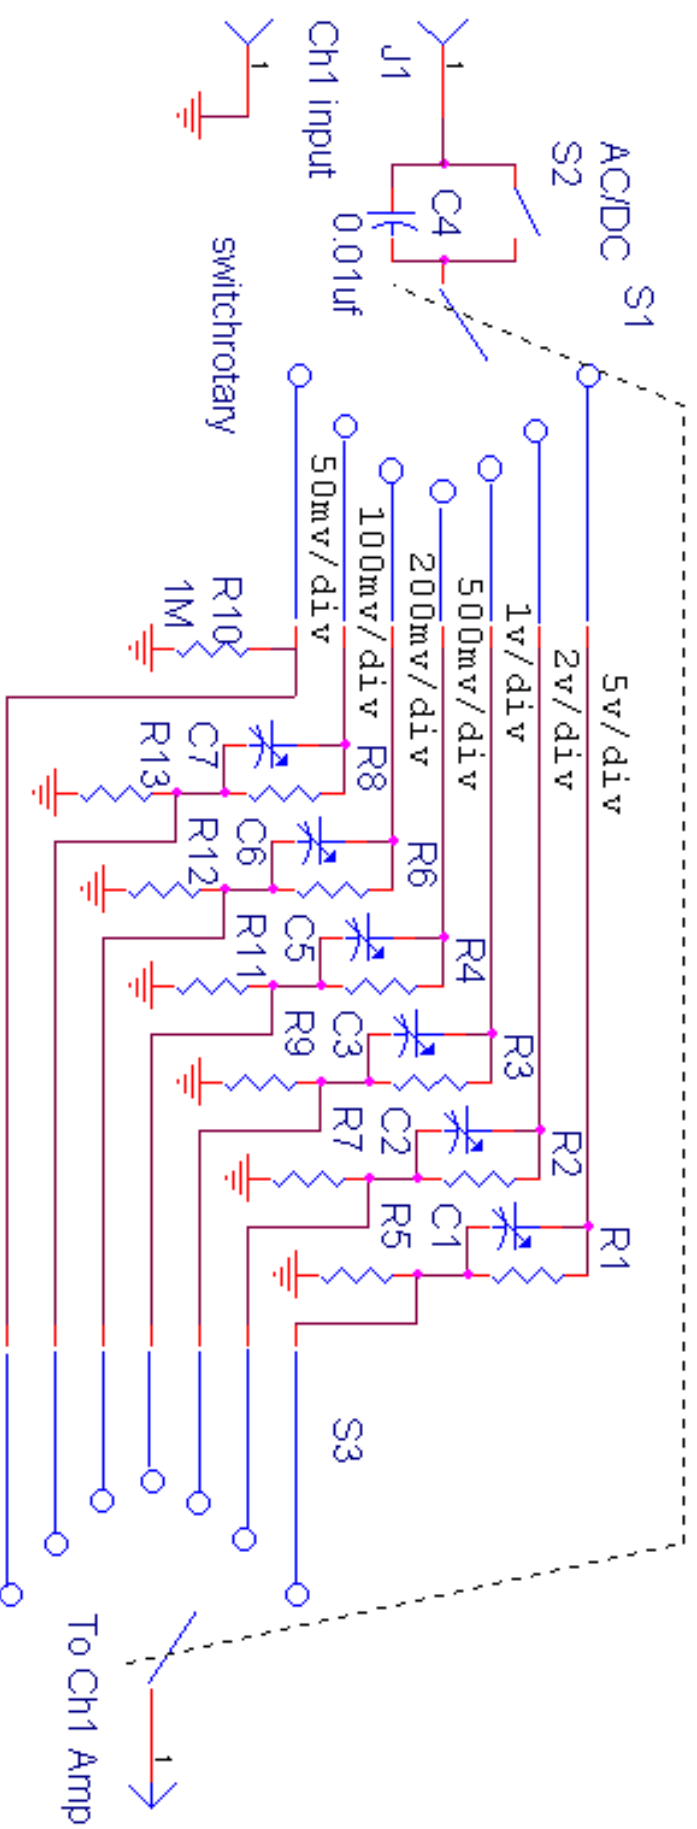 AC/DC
S2
S1
J1
1
Ch1 input
1
C4
0.01uf
switchrotary
5v/div
2v/div
1v/div
500mv/div
200mv/div
100mv/div
50mv/div
R10
1M
R8
C7
R13
R6
C6
R12
R4
C5
R11
R3
C3
R9
R2
C2
R7
R1
C1
R5
S3
To Ch1 Amp
1